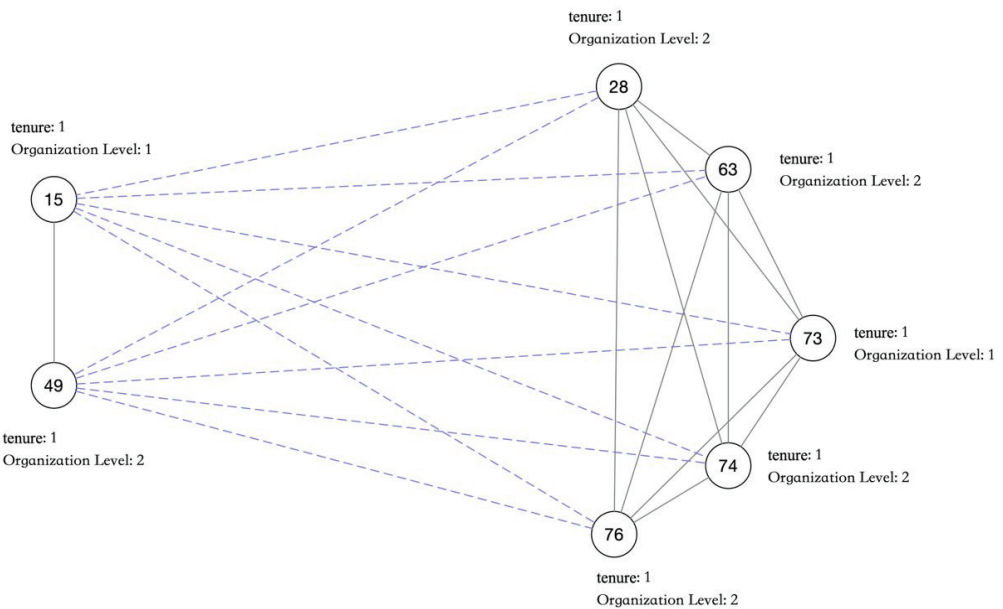 tenure: 1
Organization Level: 2
28
tenure: 1
Organization Level: 1
15
63
tenure: 1
Organization Level: 2
73
tenure: 1
Organization Level: 1
49
tenure: 1
Organization Level: 2
74
tenure: 1
Organization Level: 2
76
tenure: 1
Organization Level: 2